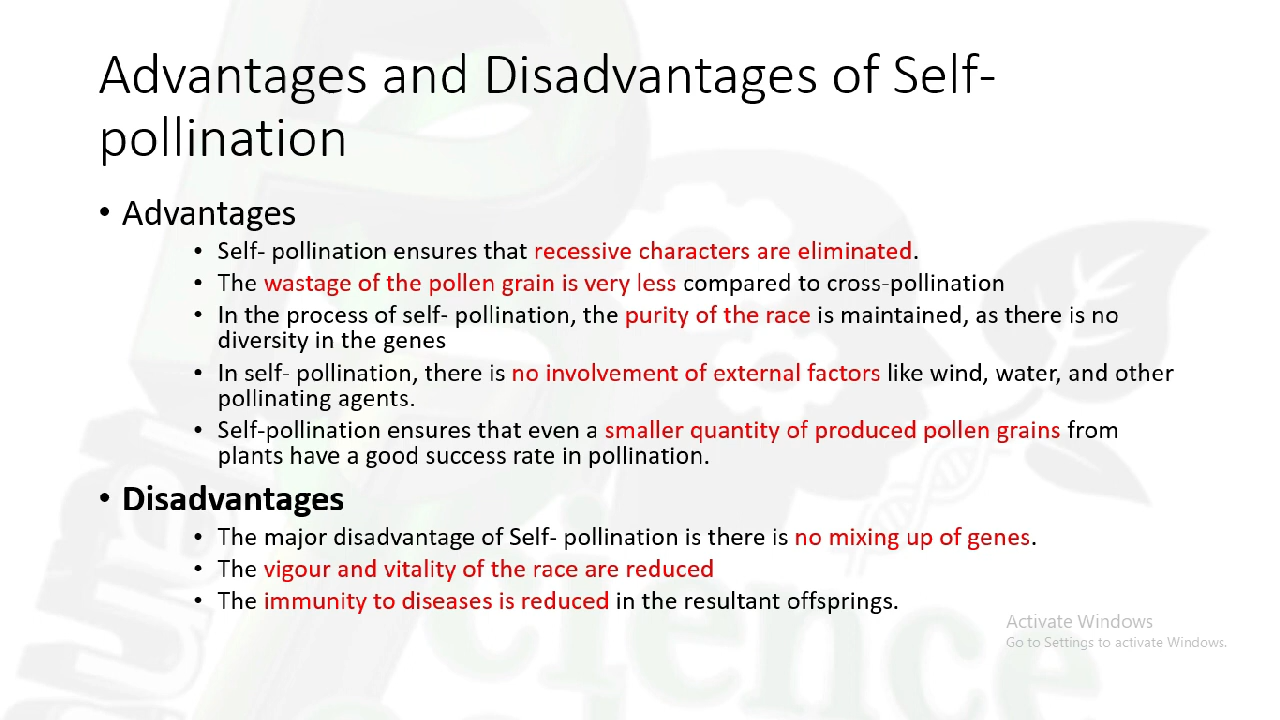 Advantages and Disadvantages of Self-
pollination
• Advantages
• Self- pollination ensures that recessive characters are eliminated.
• The wastage of the pollen grain is very less compared to cross-pollination
• In the process of self- pollination, the purity of the race is maintained, as there is no
diversity in the genes
• In self- pollination, there is no involvement of external factors like wind, water, and other
pollinating agents.
• Self-pollination ensures that even a smaller quantity of produced pollen grains from
plants have a good success rate in pollination.
• Disadvantages
• The major disadvantage of Self- pollination is there is no mixing up of genes.
• The vigour and vitality of the race are reduced
• The immunity to diseases is reduced in the resultant offsprings.
Activate Windows
Go to Settings to activate Windows.